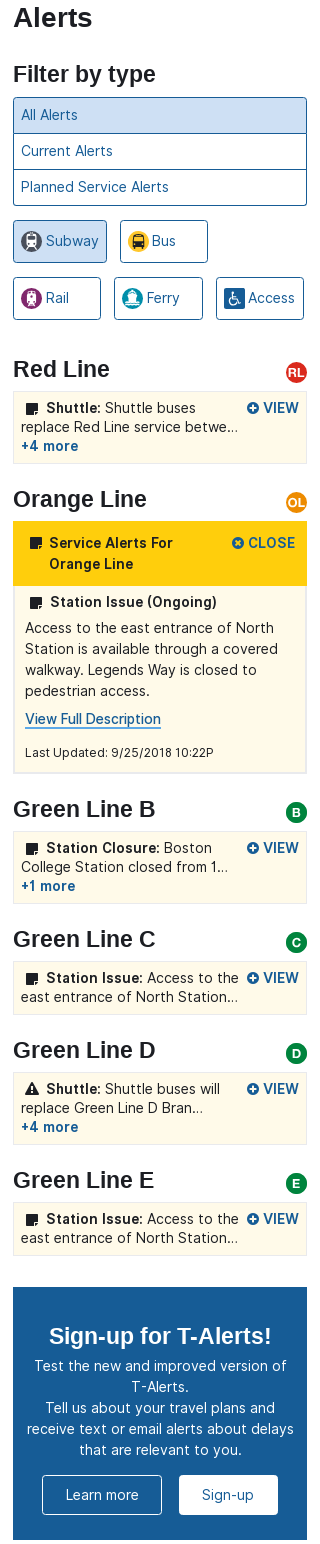 Alerts
Filter by type
All Alerts
Current Alerts
Planned Service Alerts
Subway
Bus
Rail
Ferry
Access
Red Line
RL
Shuttle: Shuttle buses
VIEW
replace Red Line service betwe...
+4 more
Orange Line
OL
Service Alerts For
CLOSE
Orange Line
Station Issue (Ongoing)
Access to the east entrance of North
Station is available through a covered
walkway. Legends Way is closed to
pedestrian access.
View Full Description
Last Updated: 9/25/2018 10:22P
Green Line B
B
Station Closure: Boston
VIEW
College Station closed from 1...
+1 more
Green Line C
C
Station Issue: Access to the
VIEW
east entrance of North Station...
Green Line D
D
Shuttle: Shuttle buses will
VIEW
replace Green Line D Bran...
+4 more
Green Line E
E
Station Issue: Access to the
VIEW
east entrance of North Station...
Sign-up for T-Alerts!
Test the new and improved version of
T-Alerts.
Tell us about your travel plans and
receive text or email alerts about delays
that are relevant to you.
Learn more
Sign-up